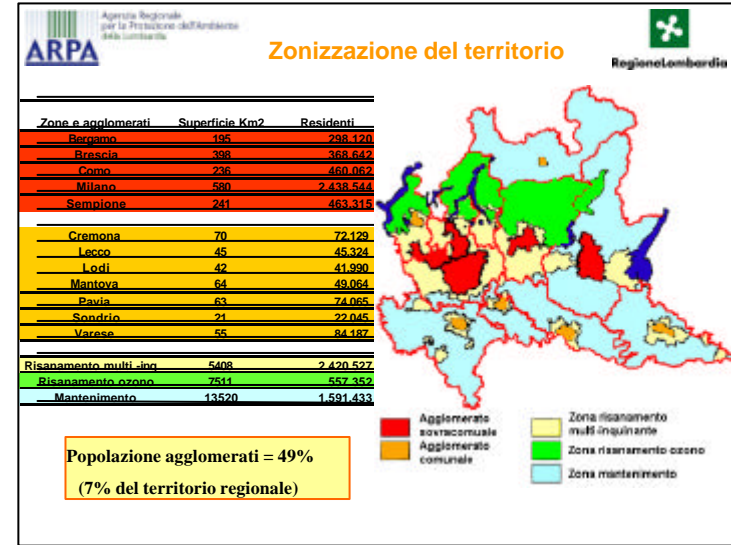 Agenzia Regionale
per la Protezione dell'Ambiente
della Lombardia
ARPA
Zonizzazione del territorio
RegioneLombardia
Zone e agglomerati Superficie Km2 Residenti
Bergamo 195 298.120
Brescia 398 368.642
Como 236 460.062
Milano 580 2.438.544
Sempione 241 463.315
Cremona 70 72.129
Lecco 45 45.324
Lodi 42 41.990
Mantova 64 49.064
Pavia 63 74.065
Sondrio 21 22.045
Varese 55 84.187
Risanamento multi -inq 5408 2.420.527
Risanamento ozono 7511 557.352
Mantenimento 13520 1.591.433
Agglomerato
sovracomunale
Agglomerato
comunale
Zona risanamento
multi-inquinante
Zona risanamento ozono
Zona mantenimento
Popolazione agglomerati = 49%
(7% del territorio regionale)